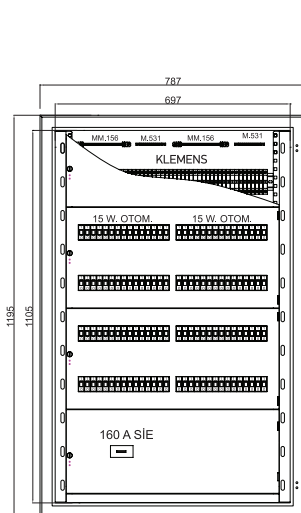 787
697
MM.156 M.531 MM.156 M.531
KLEMENS
15 W. OTOM. 15 W. OTOM.
1195
1105
160 A SİE